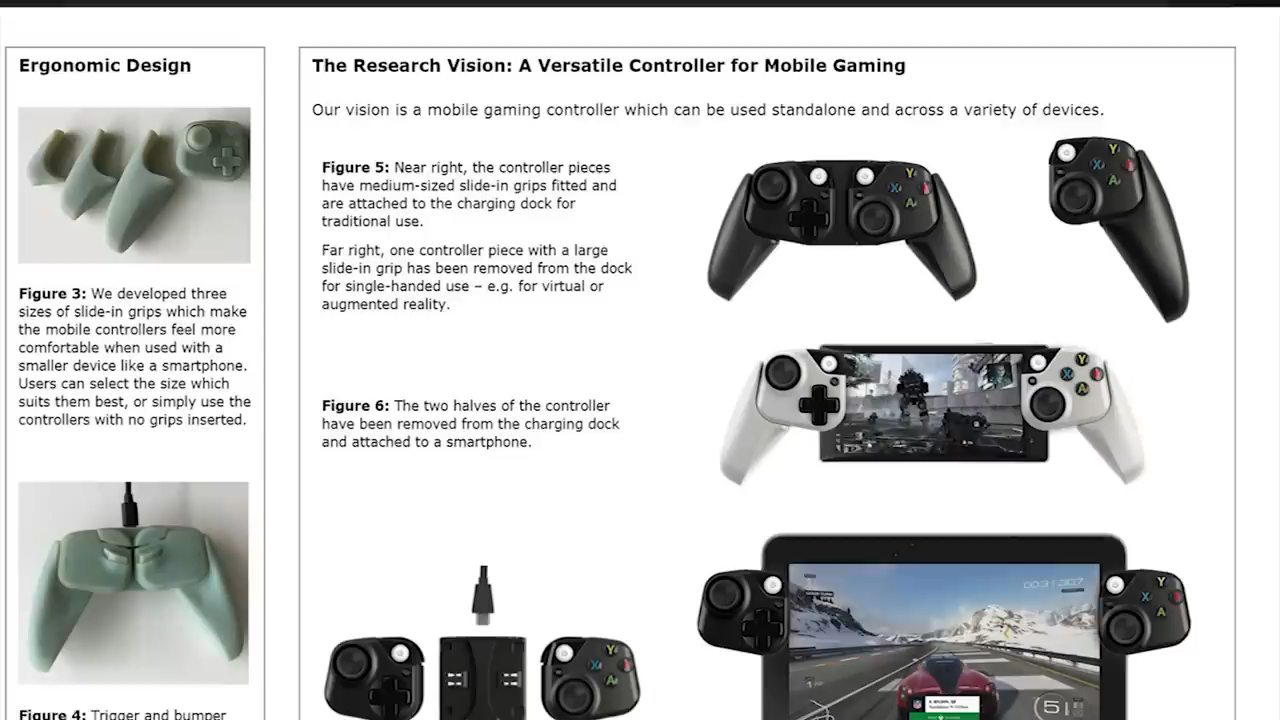 Ergonomic Design
Figure 3: We developed three
sizes of slide-in grips which make
the mobile controllers feel more
comfortable when used with a
smaller device like a smartphone.
Users can select the size which
suits them best, or simply use the
controllers with no grips inserted.
Figure 4: Trigger and bumper
The Research Vision: A Versatile Controller for Mobile Gaming
Our vision is a mobile gaming controller which can be used standalone and across a variety of devices.
Figure 5: Near right, the controller pieces
have medium-sized slide-in grips fitted and
are attached to the charging dock for
traditional use.
Far right, one controller piece with a large
slide-in grip has been removed from the dock
for single-handed use – e.g. for virtual or
augmented reality.
Y
X
A
Y
X
B
A
Figure 6: The two halves of the controller
have been removed from the charging dock
and attached to a smartphone.
Y
X
A
Y
X
A
Y
X
A
51